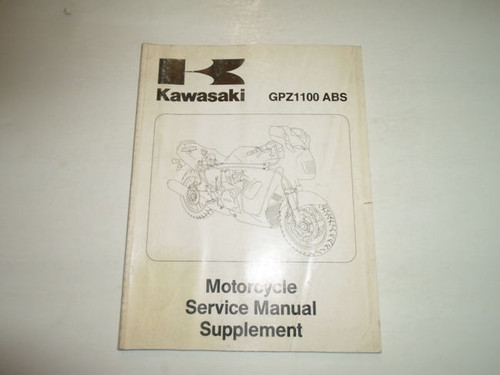 Kawasaki GPZ1100 ABS
Motorcycle
Service Manual
Supplement